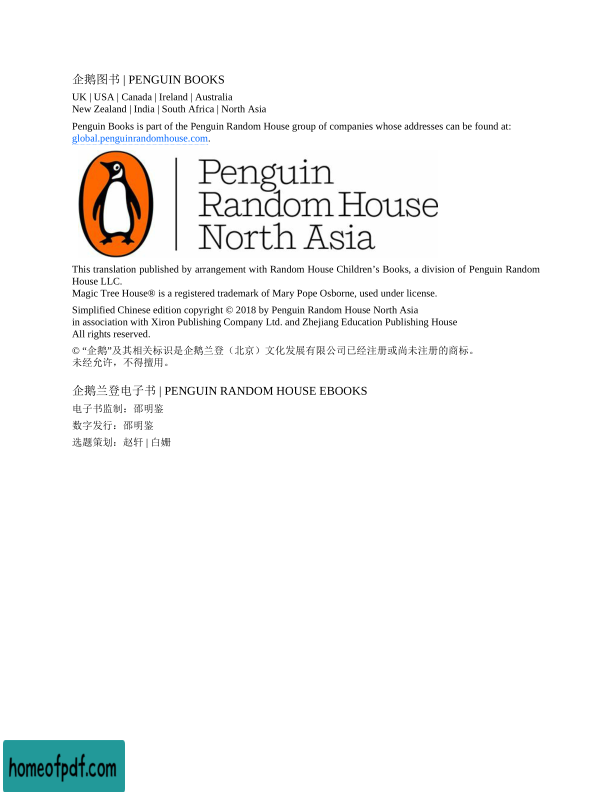 企鹅图书 | PENGUIN BOOKS
UK | USA | Canada | Ireland | Australia
New Zealand | India | South Africa | North Asia
Penguin Books is part of the Penguin Random House group of companies whose addresses can be found at:
global.penguinrandomhouse.com.
Penguin
Random House
North Asia
This translation published by arrangement with Random House Children’s Books, a division of Penguin Random
House LLC.
Magic Tree House® is a registered trademark of Mary Pope Osborne, used under license.
Simplified Chinese edition copyright © 2018 by Penguin Random House North Asia
in association with Xiron Publishing Company Ltd. and Zhejiang Education Publishing House
All rights reserved.
© “企鹅”及其相关标识是企鹅兰登（北京）文化发展有限公司已经注册或尚未注册的商标。
未经允许，不得擅用。
企鹅兰登电子书 | PENGUIN RANDOM HOUSE EBOOKS
电子书监制：邵明鉴
数字发行：邵明鉴
选题策划：赵轩 | 白姗
homeofpdf.com